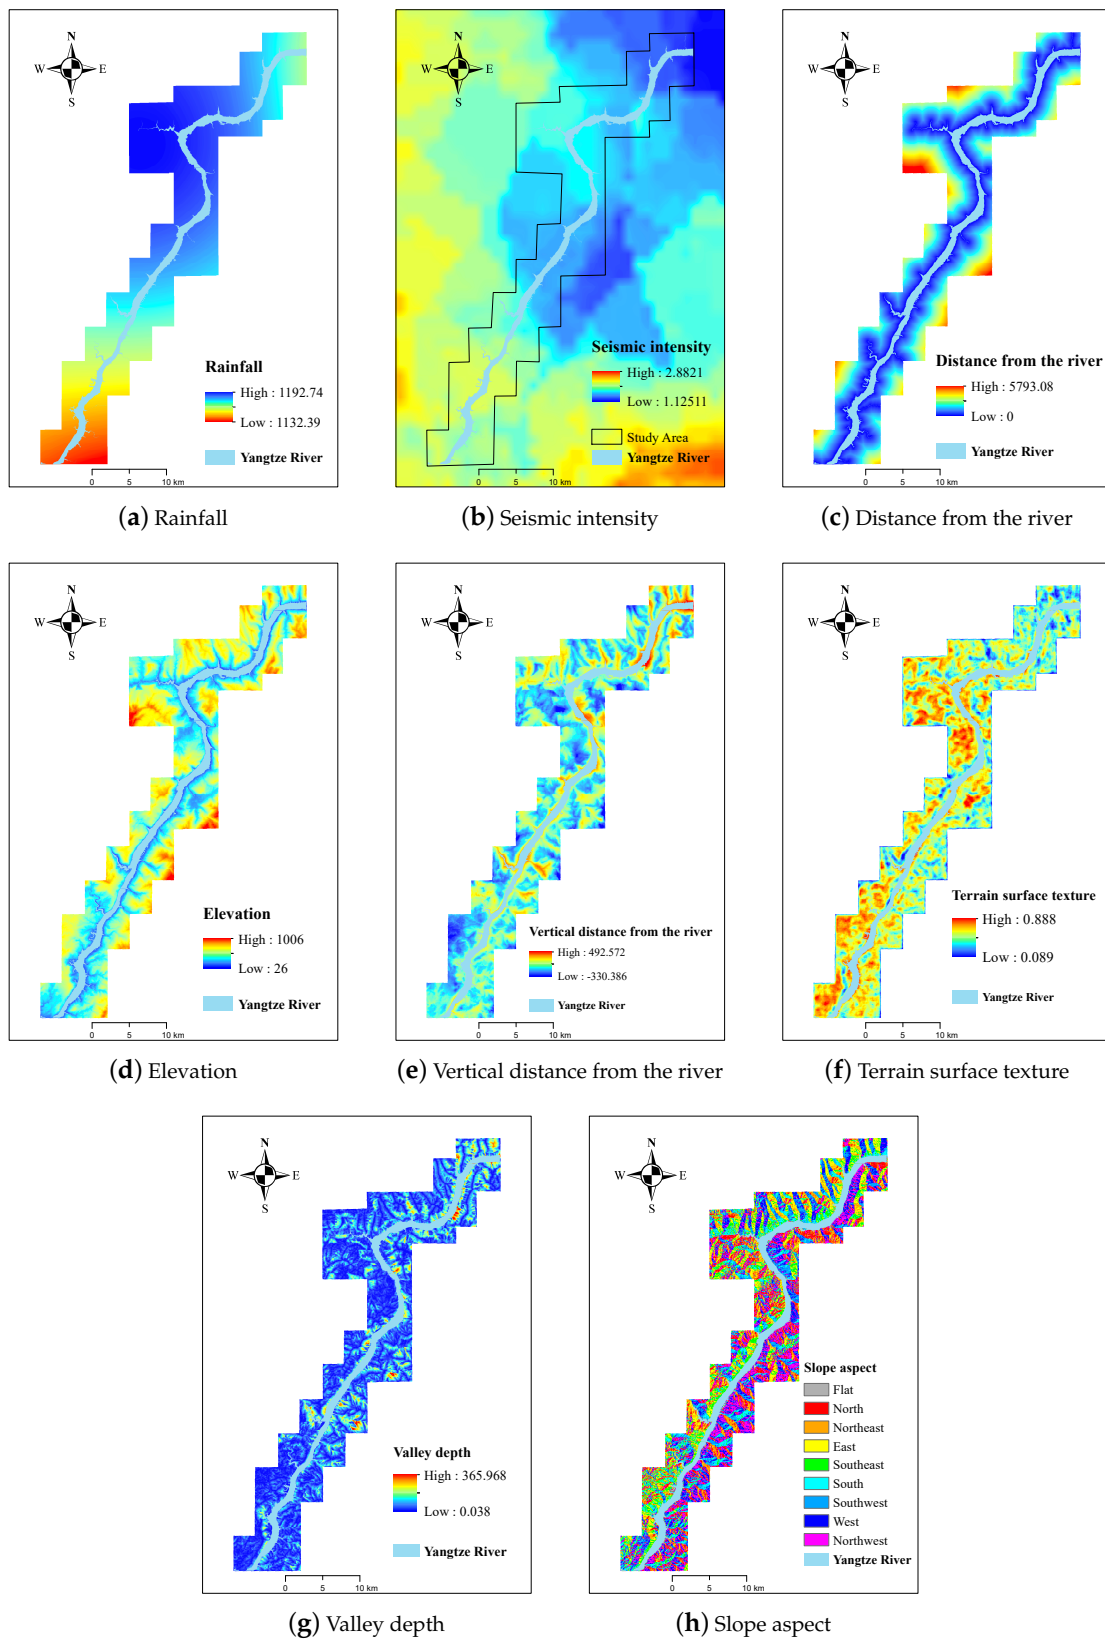 N
W E
S
Rainfall
High : 1192.74
Low : 1132.39
Yangtze River
0 5 10 km
(a) Rainfall
N
W E
S
Seismic intensity
High : 2.8821
Low : 1.12511
Study Area
Yangtze River
0 5 10 km
(b) Seismic intensity
N
W E
S
Distance from the river
High : 5793.08
Low : 0
Yangtze River
0 5 10 km
(c) Distance from the river
N
W E
S
Elevation
High : 1006
Low : 26
Yangtze River
0 5 10 km
(d) Elevation
N
W E
S
Vertical distance from the river
High : 492.572
Low : -330.386
Yangtze River
0 5 10 km
(e) Vertical distance from the river
N
W E
S
Terrain surface texture
High : 0.888
Low : 0.089
Yangtze River
0 5 10 km
(f) Terrain surface texture
N
W E
S
Valley depth
High : 365.968
Low : 0.038
Yangtze River
0 5 10 km
(g) Valley depth
N
W E
S
Slope aspect
Flat
North
Northeast
East
Southeast
South
Southwest
West
Northwest
Yangtze River
0 5 10 km
(h) Slope aspect